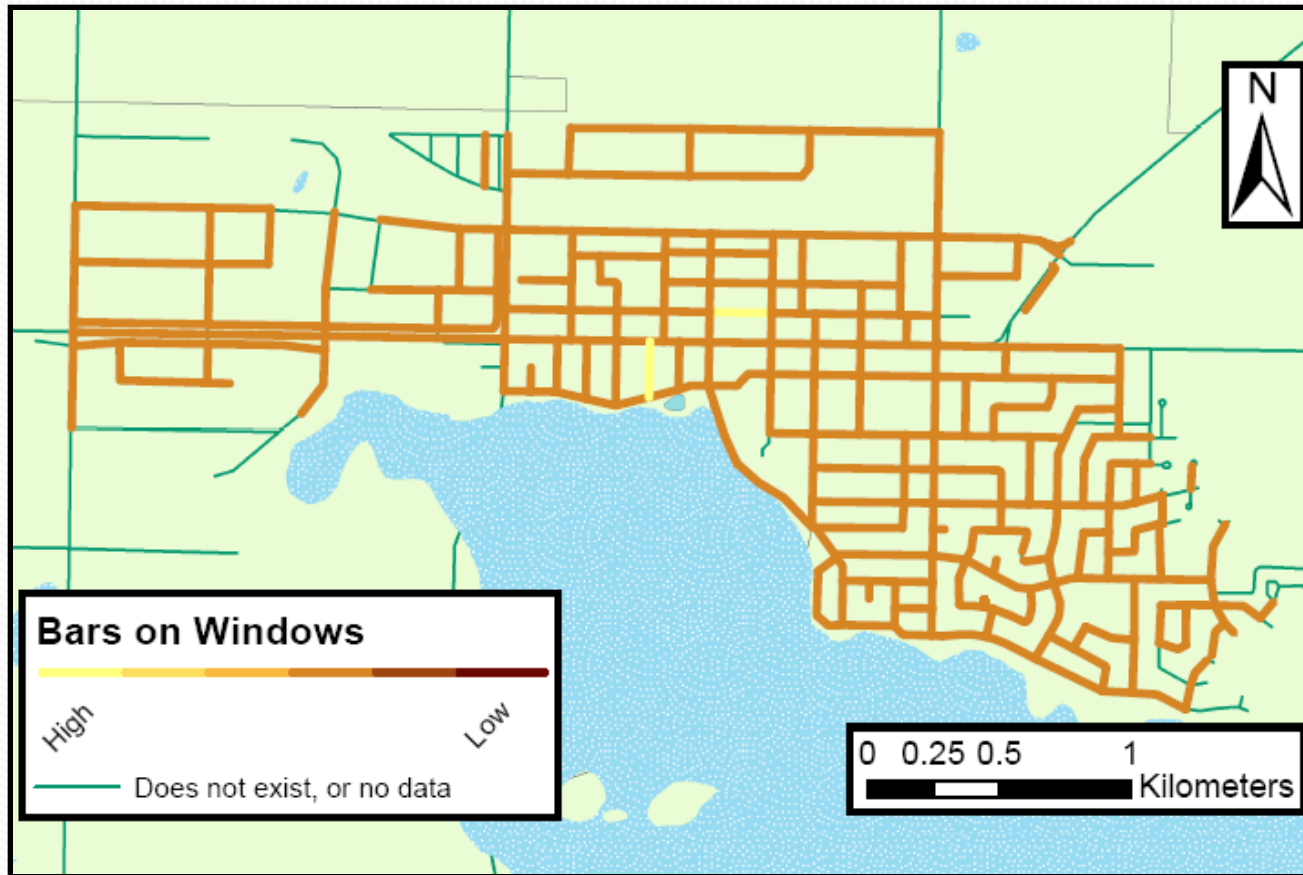 N
Bars on Windows
High
Low
Does not exist, or no data
0 0.25 0.5 1
Kilometers